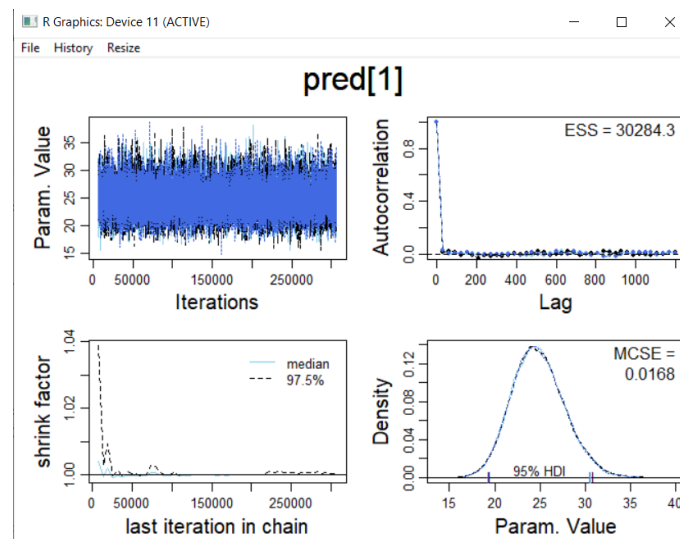 R Graphics: Device 11 (ACTIVE)
File History Resize
pred[1]
Param. Value
35
30
25
20
15
0 50000 150000 250000
Iterations
Autocorrelation
0.8
0.4
0.0
ESS = 30284.3
0 200 400 600 800 1000
Lag
shrink factor
1.04
1.02
1.00
median
97.5%
0 50000 150000 250000
last iteration in chain
Density
0.12
0.08
0.04
0.00
MCSE =
0.0168
95% HDI
15 20 25 30 35 40
Param. Value